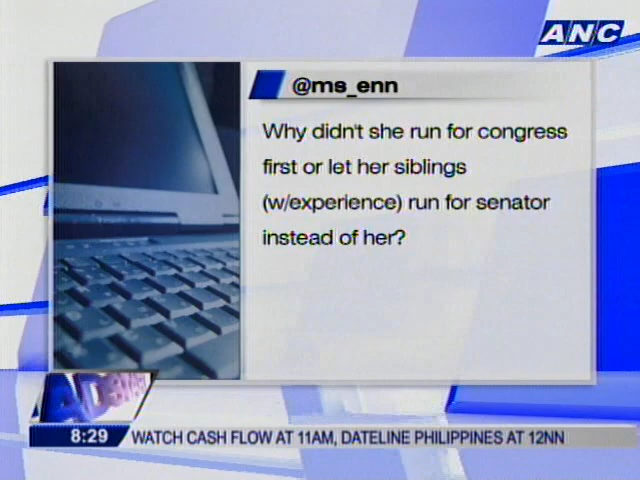 ANC
@ms_enn
Why didn't she run for congress
first or let her siblings
(w/experience) run for senator
instead of her?
8:29 WATCH CASH FLOW AT 11AM, DATELINE PHILIPPINES AT 12NN